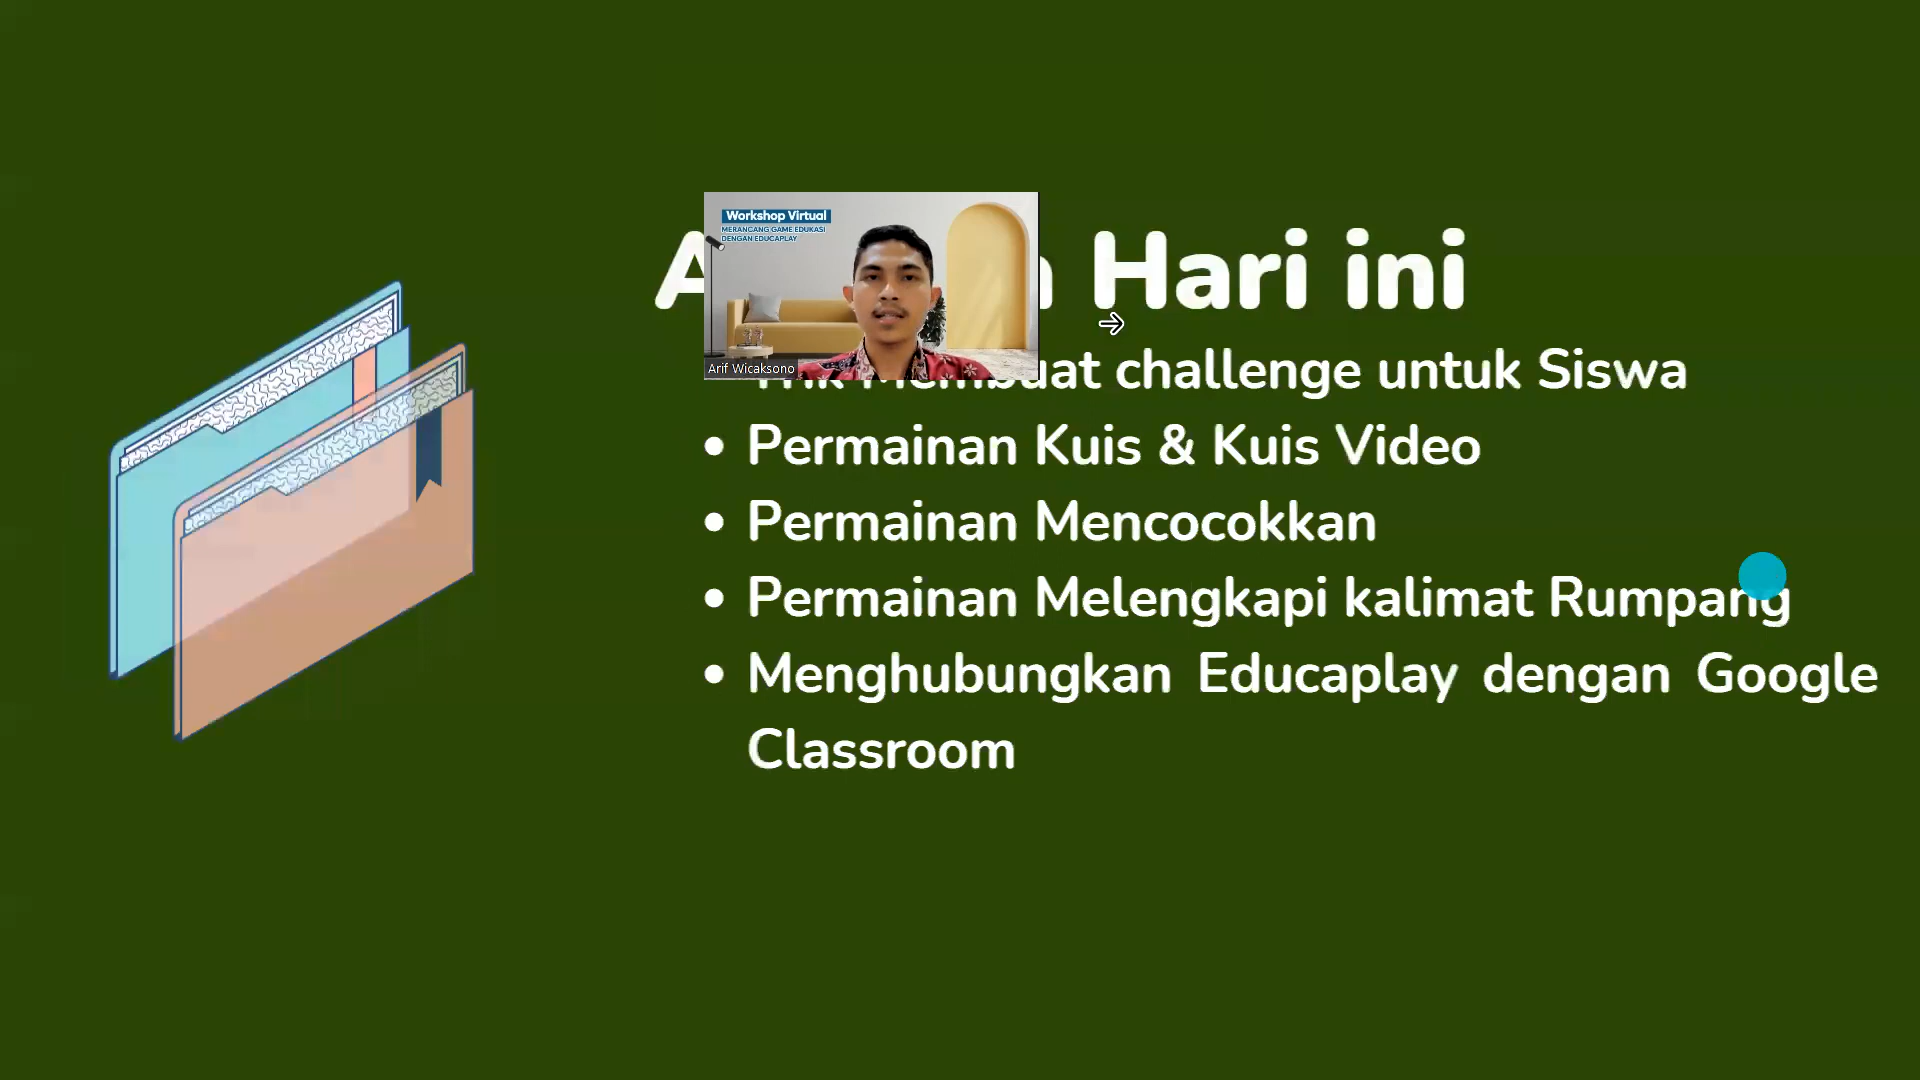 Workshop Virtual
MERANCANG GAME EDUKASI
DENGAN EDUCAPLAY
Arif Wicaksono
Hari ini
challenge untuk Siswa
• Permainan Kuis & Kuis Video
• Permainan Mencocokkan
• Permainan Melengkapi kalimat Rumpang
• Menghubungkan Educaplay dengan Google
Classroom